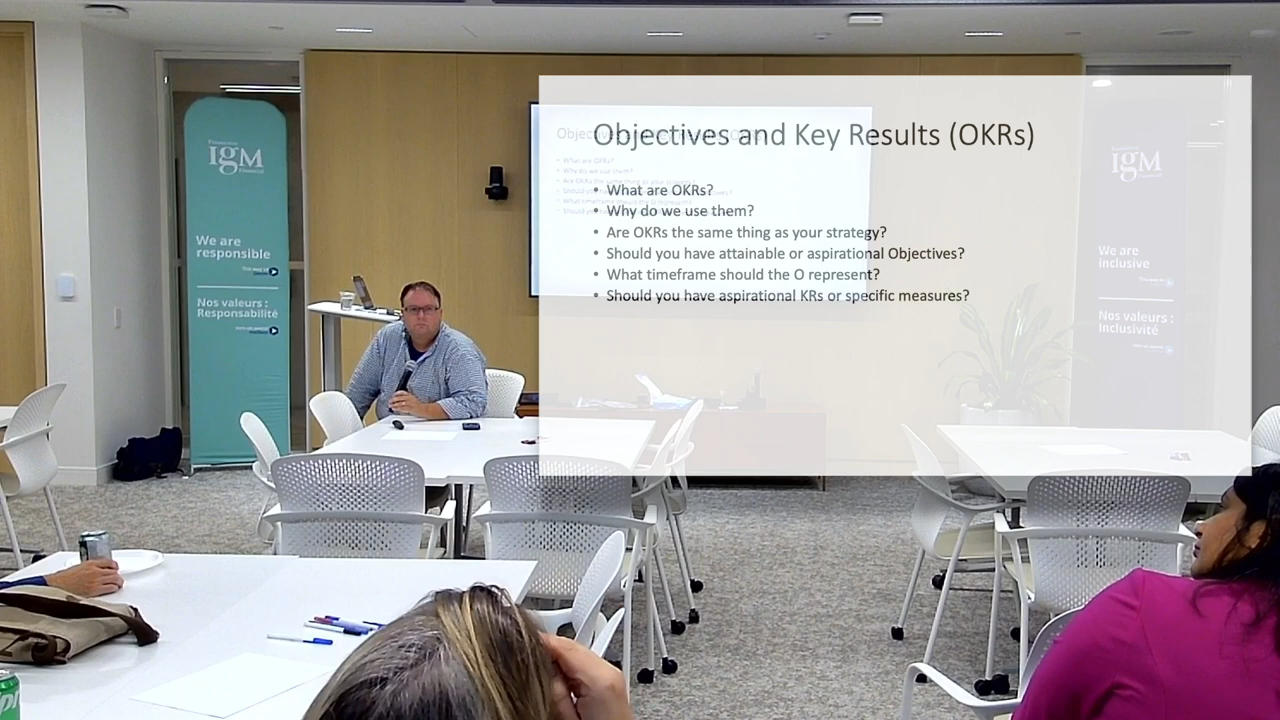 Objectives and Key Results (OKRs)
• What are OKRs?
• Why do we use them?
• Are OKRs the same thing as your strategy?
• Should you have attainable or aspirational Objectives?
• What timeframe should the O represent?
• Should you have aspirational KRs or specific measures?
IGM
Financial
We are
responsible
Nos valeurs :
Responsabilité
IGM
Financial
We are
inclusive
Nos valeurs :
Inclusivité